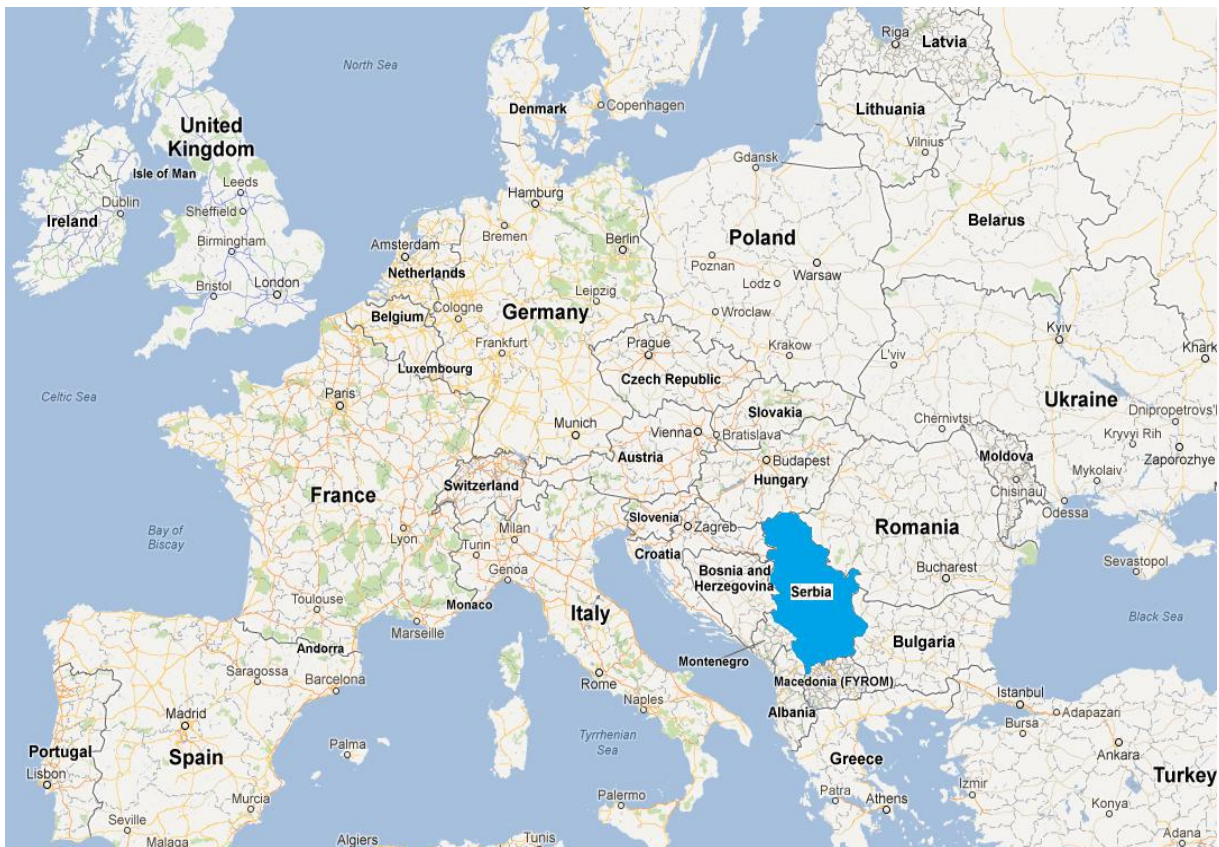 Riga
Latvia
North Sea
Denmark
Copenhagen
Lithuania
United
Kingdom
Vilnius
Gdansk
Isle of Man
Leeds
Hamburg
Dublin
Sheffield
Ireland
Belarus
Bremen
Berlin
Poland
Birmingham
Amsterdam
Poznan
Warsaw
Netherlands
Lodz
Bristol
London
Leipzig
Cologne
Germany
Wroclaw
Belgium
Kyiv
Frankfurt
Prague
Krakow
L'viv
Khark
Luxembourg
Czech Republic
Paris
Celtic Sea
Ukraine
Slovakia
Dnipropetrovs'l
Munich
Vienna
Bratislava
Chernivtsi
Kryvyi Rih
Austria
Moldova
Zaporozhye
Budapest
Mykolaiv
Switzerland
Hungary
Chisinau
France
Odessa
Slovenia
Zagreb
Romania
Bay of
Biscay
Lyon
Milan
Turin
Croatia
Sevastopol
Genoa
Bosnia and
Herzegovina
Bucharest
Serbia
Monaco
Toulouse
Italy
Black Sea
Marseille
Bulgaria
Andorra
Montenegro
Saragossa
Barcelona
Rome
Macedonia (FYROM)
Istanbul
Naples
Albania
Adapazari
Madrid
Bursa
Tyrrhenian
Sea
Portugal
Spain
Palma
Greece
Ankara
Lisbon
Izmir
Turkey
Murcia
Palermo
Patra
Athens
Konya
Seville
Malaga
Algiers
Tunis
Adana